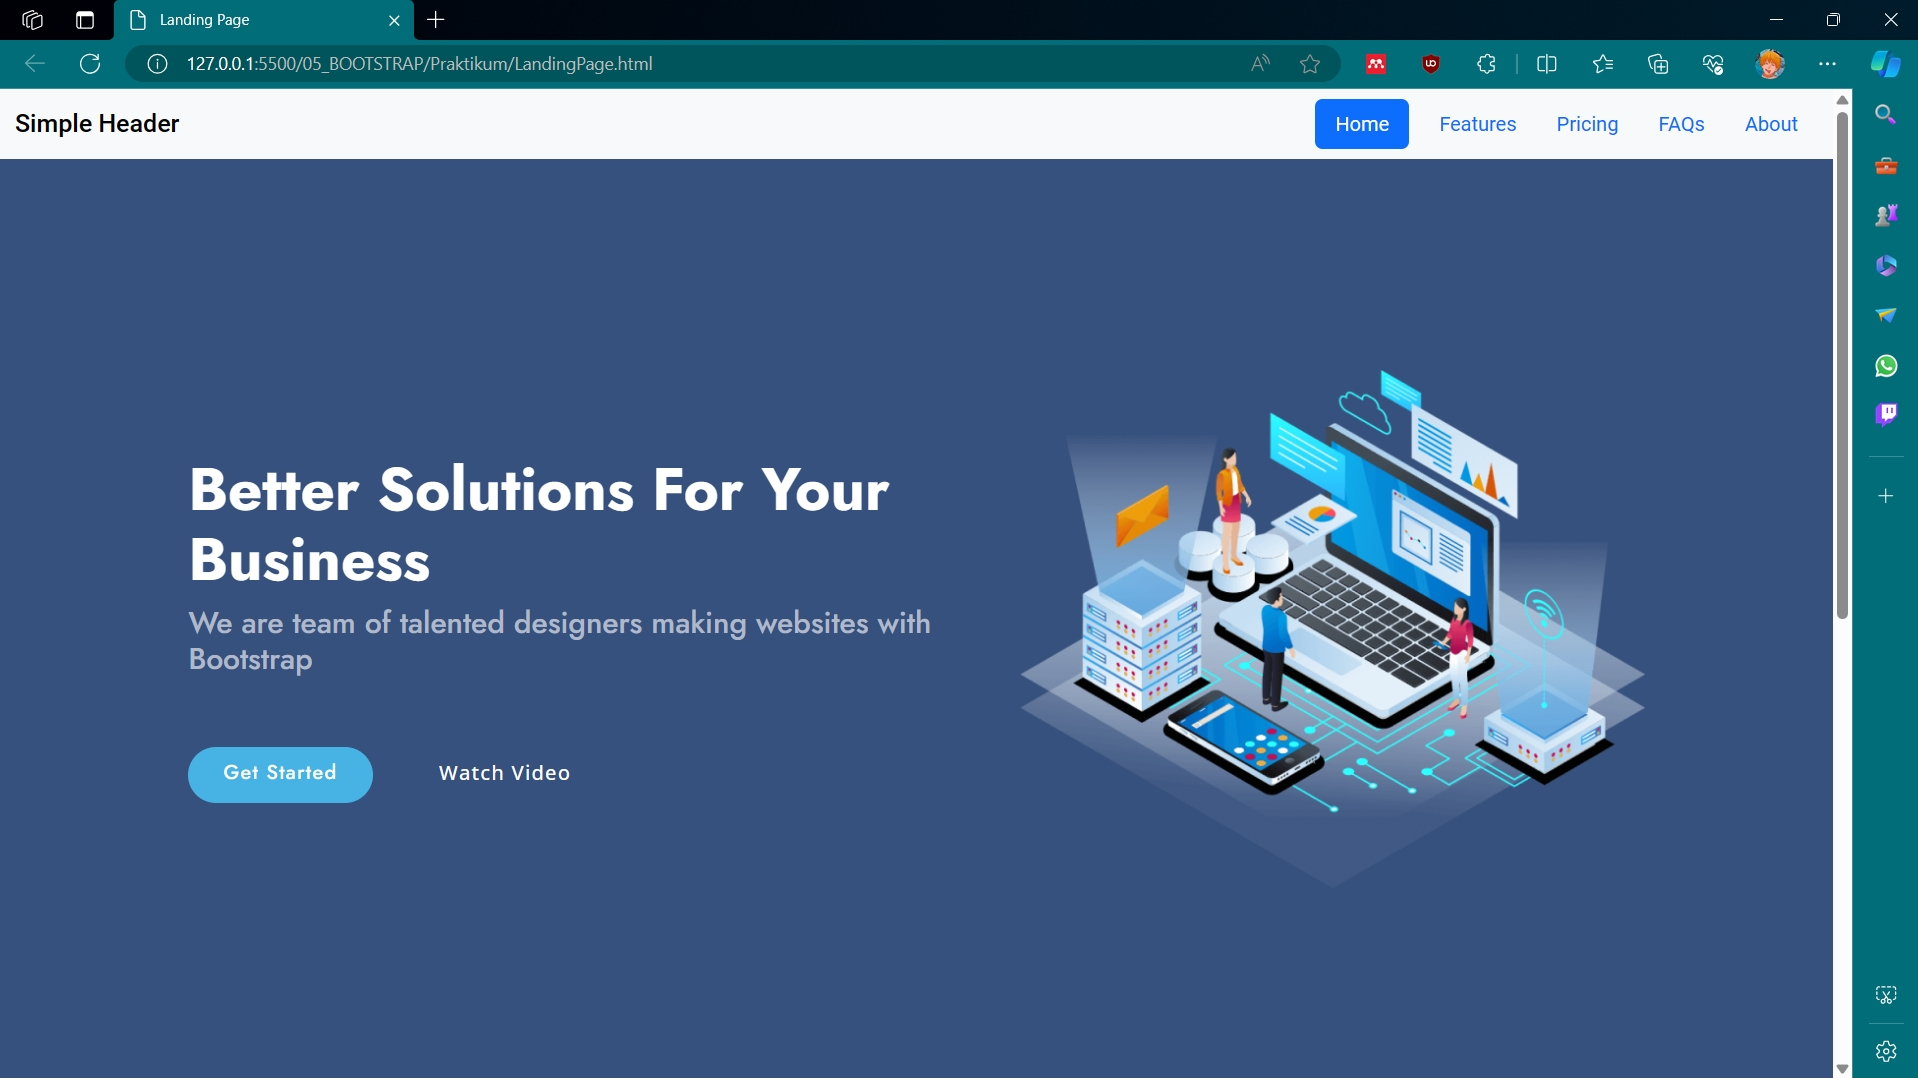 Landing Page
127.0.0.1:5500/05_BOOTSTRAP/Praktikum/LandingPage.html
Simple Header
Home
Features
Pricing
FAQs
About
Better Solutions For Your
Business
We are team of talented designers making websites with
Bootstrap
Get Started
Watch Video